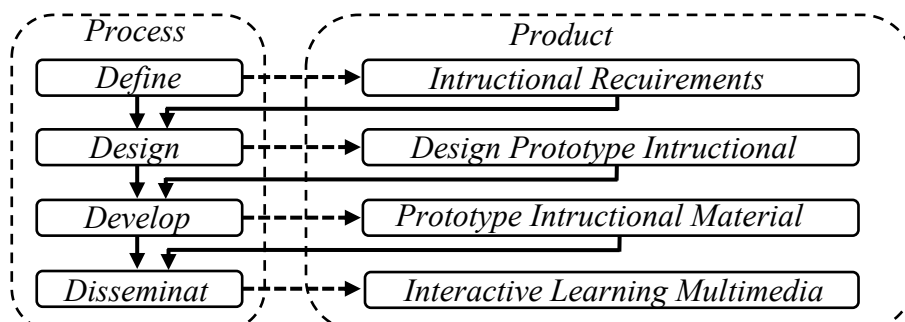 Process
Product
Define
Intructional Recuirements
Design
Design Prototype Intructional
Develop
Prototype Intructional Material
Disseminat
Interactive Learning Multimedia